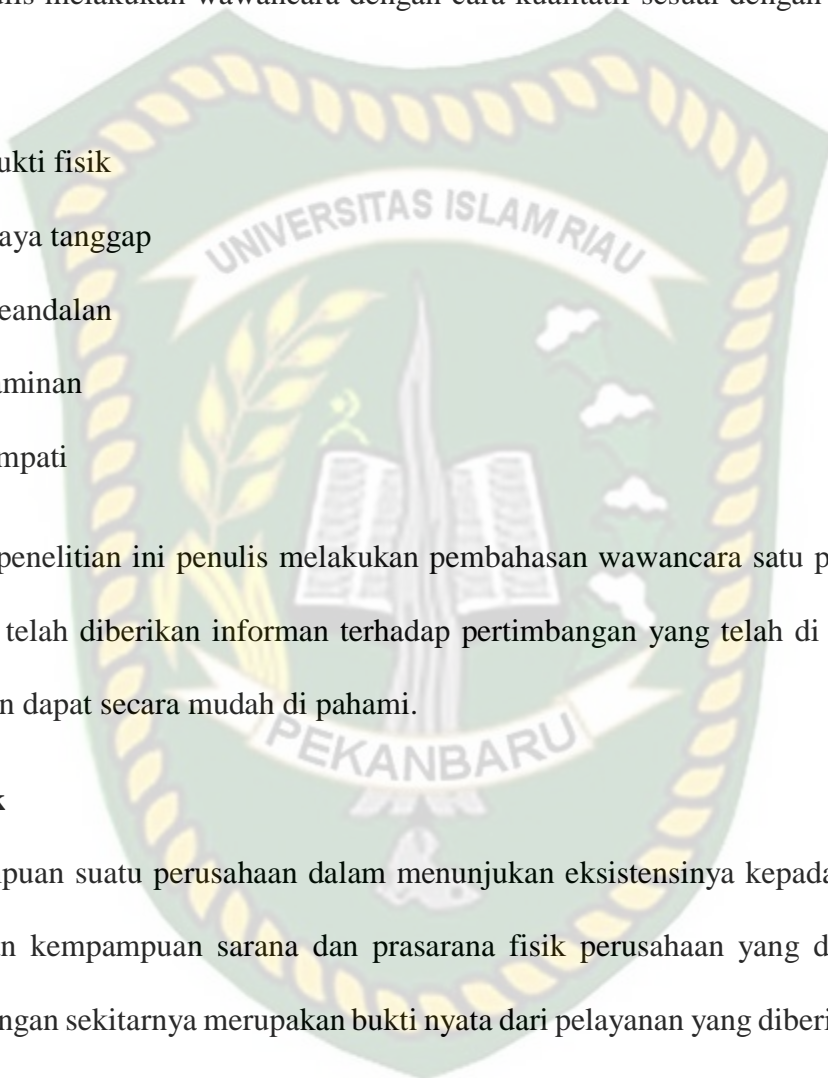 lis melakukan wawancara dengan cara kualitatif sesuai dengan
ukti fisik
UNIVERSITAS ISLAM RIAU
aya tanggap
eandalan
aminan
mpati
penelitian ini penulis melakukan pembahasan wawancara satu p
telah diberikan informan terhadap pertimbangan yang telah di
n dapat secara mudah di pahami.
PEKANBARU
k
puan suatu perusahaan dalam menunjukan eksistensinya kepada
n kempampuan sarana dan prasarana fisik perusahaan yang d
ngan sekitarnya merupakan bukti nyata dari pelayanan yang diberi